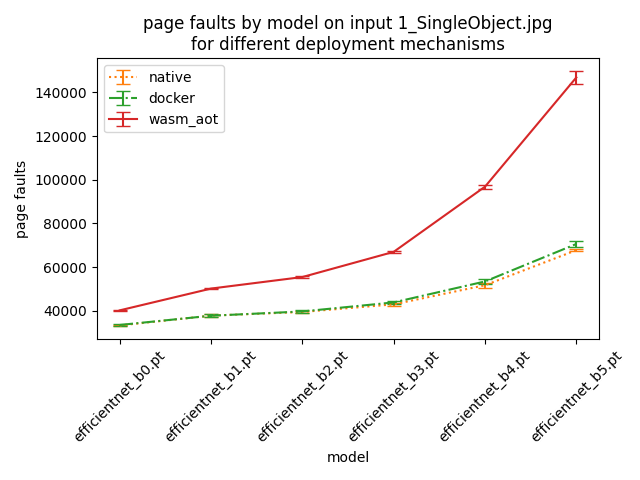 page faults by model on input 1_SingleObject.jpg
for different deployment mechanisms
native
docker
wasm_aot
page faults
140000
120000
100000
80000
60000
40000
efficientnet_b0.pt
efficientnet_b1.pt
efficientnet_b2.pt
efficientnet_b3.pt
efficientnet_b4.pt
efficientnet_b5.pt
model